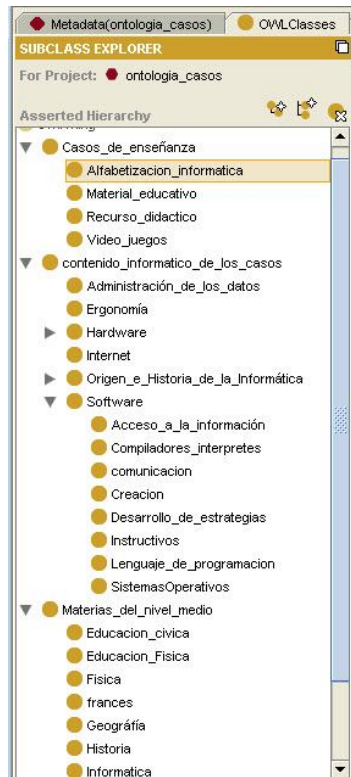 Metadata(ontologia_casos) OWLClasses
SUBCLASS EXPLORER
For Project: ontologia_casos
Asserted Hierarchy
Casos_de_enseñanza
Alfabetizacion_informatica
Material_educativo
Recurso_didactico
Video_juegos
contenido_informatico_de_los_casos
Administración_de_los_datos
Ergonomía
Hardware
Internet
Origen_e_Historia_de_la_Informática
Software
Acceso_a_la_información
Compiladores_interpretes
comunicacion
Creacion
Desarrollo_de_estrategias
Instructivos
Lenguaje_de_programacion
SistemasOperativos
Materias_del_nivel_medio
Educacion_civica
Educacion_Fisica
Fisica
frances
Geográfía
Historia
Informatica